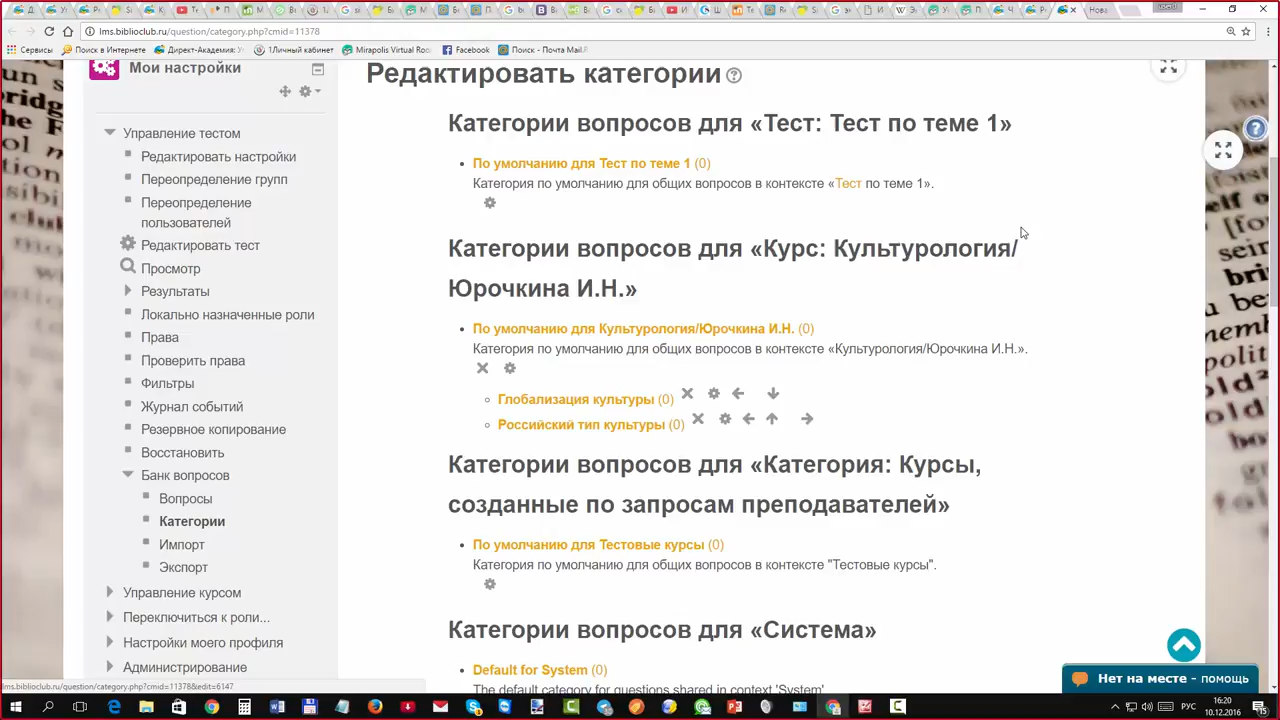 lms.biblioclub.ru/question/category.php?cmid=11378
Сервисы
Поиск в Интернете
Директ-Академия:
1Личный кабинет
Mirapolis Virtual Roo
Facebook
Поиск - Почта Mail.R
Мои настройки
Управление тестом
Редактировать настройки
Переопределение групп
Переопределение
пользователей
Редактировать тест
Просмотр
Результаты
Локально назначенные роли
Права
Проверить права
Фильтры
Журнал событий
Резервное копирование
Восстановить
Банк вопросов
Вопросы
Категории
Импорт
Экспорт
Управление курсом
Переключиться к роли...
Настройки моего профиля
Администрирование
Редактировать категории
Категории вопросов для «Тест: Тест по теме 1»
По умолчанию для Тест по теме 1 (0)
Категория по умолчанию для общих вопросов в контексте «Тест по теме 1».
Категории вопросов для «Курс: Культурология/
Юрочкина И.Н.»
По умолчанию для Культурология/Юрочкина И.Н. (0)
Категория по умолчанию для общих вопросов в контексте «Культурология/Юрочкина И.Н.».
Глобализация культуры (0)
Российский тип культуры (0)
Категории вопросов для «Категория: Курсы,
созданные по запросам преподавателей»
По умолчанию для Тестовые курсы (0)
Категория по умолчанию для общих вопросов в контексте "Тестовые курсы".
Категории вопросов для «Система»
Default for System (0)
The default category for questions shared in context 'System'
Нет на месте - помощь
lms.biblioclub.ru/question/category.php?cmid=11378&edit=6147
РУС
16:20
10.12.2016
15